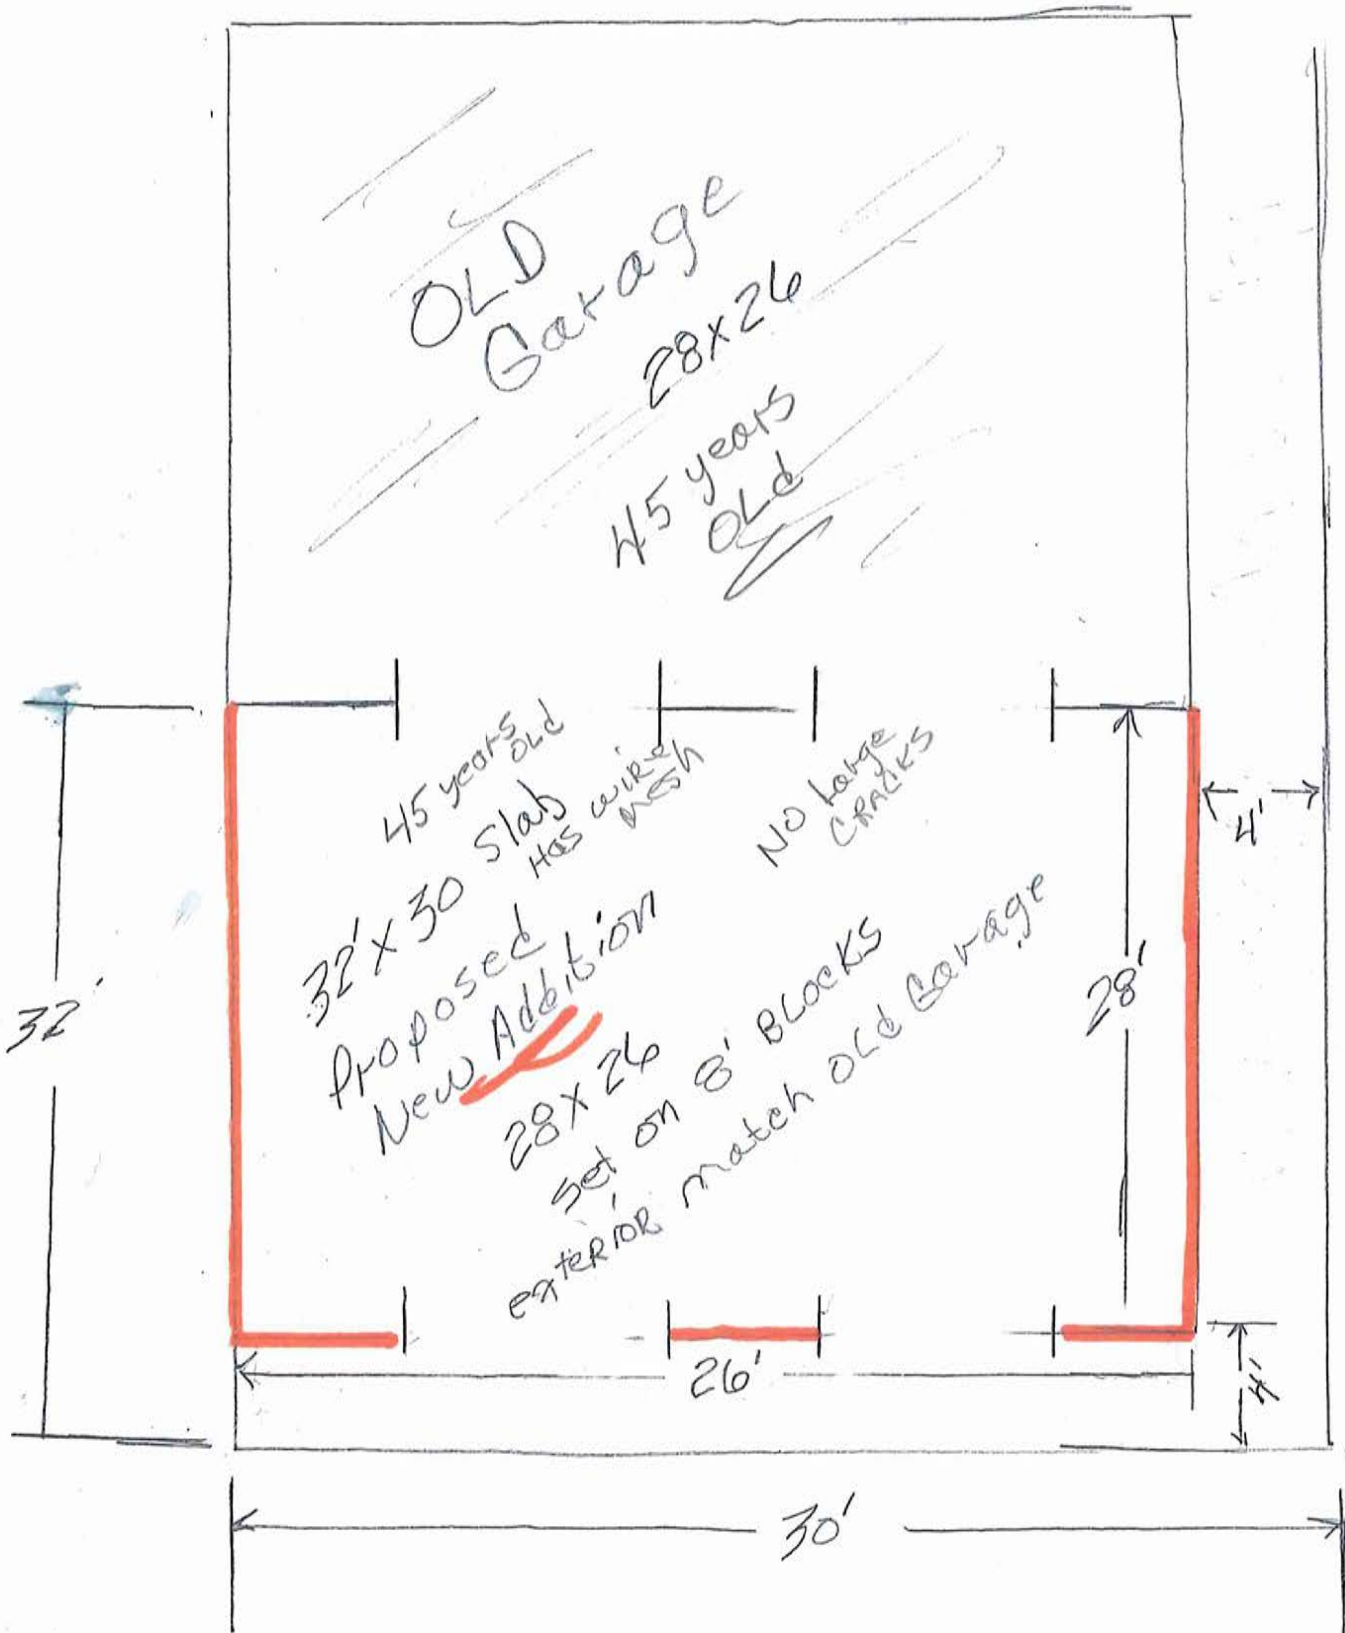 OLD
Garage
28x26
45 years
OLd
45 years
OLd
32'x30 Slab
Has wire
mesh
No Large
CRACKS
Proposed
New Addition
28x26
set on 8' BLOCKS
exterior match OLd Garage
32'
28'
4'
26'
4'
30'